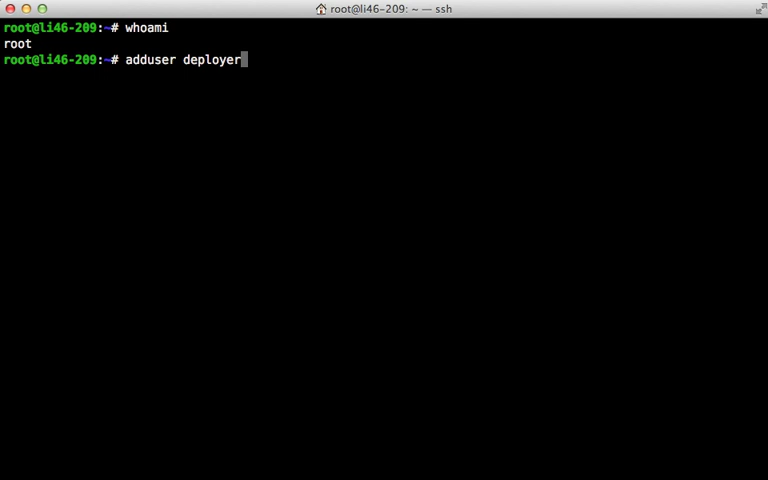 root@li46-209: ~ — ssh
root@li46-209:~# whoami
root
root@li46-209:~# adduser deployer